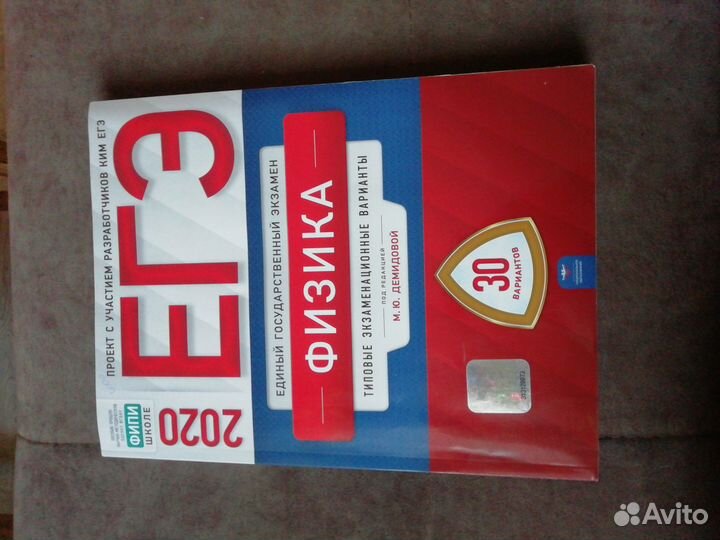 ПРОЕКТ С УЧАСТИЕМ РАЗРАБОТЧИКОВ КИМ ЕГЭ
ФИПИ
ШКОЛЕ
2020
ЕГЭ
ЕДИНЫЙ ГОСУДАРСТВЕННЫЙ ЭКЗАМЕН
ФИЗИКА
ТИПОВЫЕ ЭКЗАМЕНАЦИОННЫЕ ВАРИАНТЫ
ПОД РЕДАКЦИЕЙ
М. Ю. ДЕМИДОВОЙ
30
ВАРИАНТОВ
Avito